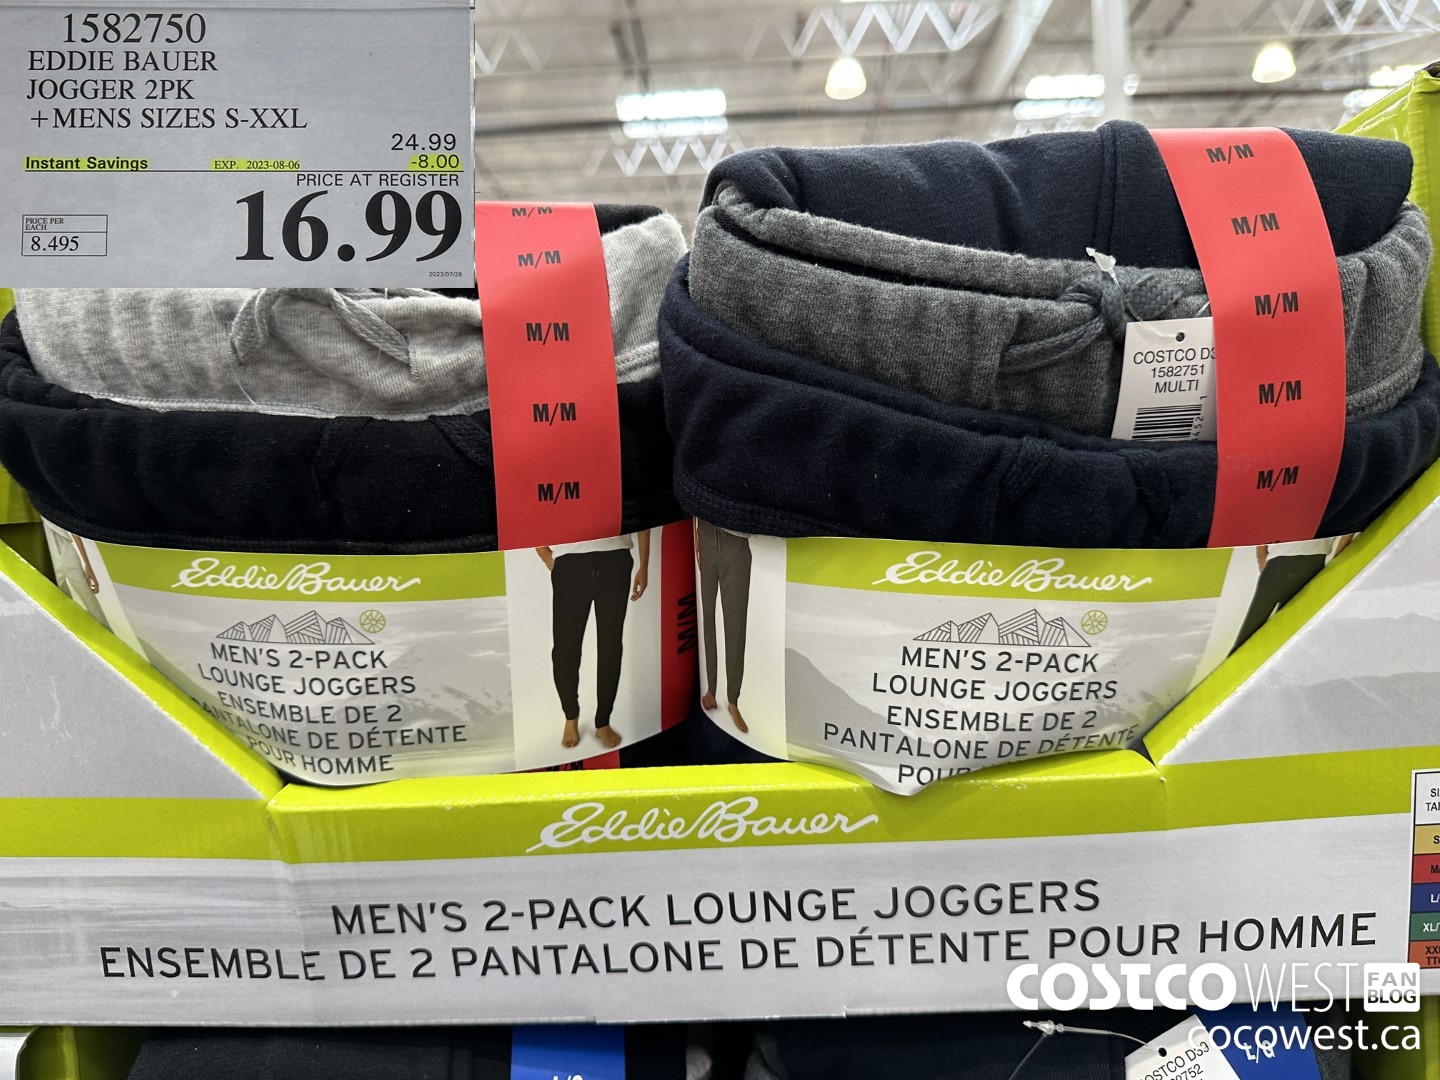 1582750
EDDIE BAUER
JOGGER 2PK
+MENS SIZES S-XXL
24.99
Instant Savings EXP. 2023-08-06 -8.00
PRICE AT REGISTER
16.99
PRICE PER
EACH
8.495
2023/07/28
M/M
M/M
M/M
M/M
M/M
M/M
M/M
M/M
M/M
M/M
COSTCO
1582751
MULTI
Eddie Bauer
MEN'S 2-PACK
LOUNGE JOGGERS
ENSEMBLE DE 2
PANTALONE DE DÉTENTE
POUR HOMME
M/M
M/M
Eddie Bauer
MEN'S 2-PACK
LOUNGE JOGGERS
ENSEMBLE DE 2
PANTALONE DE DÉTENTE
Eddie Bauer
MEN'S 2-PACK LOUNGE JOGGERS
ENSEMBLE DE 2 PANTALONE DE DÉTENTE POUR HOMME
COSTCO WEST FAN
BLOG
cocowest.ca